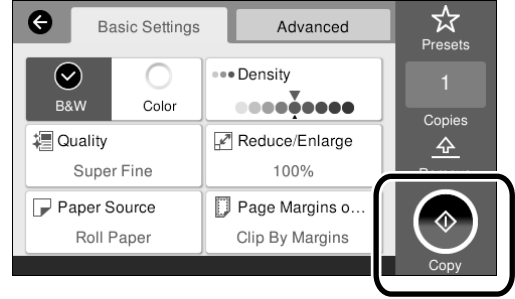 Basic Settings
Advanced
Presets
B&W
Color
Density
1
Copies
Quality
Super Fine
Reduce/Enlarge
100%
Paper Source
Roll Paper
Page Margins o...
Clip By Margins
Copy